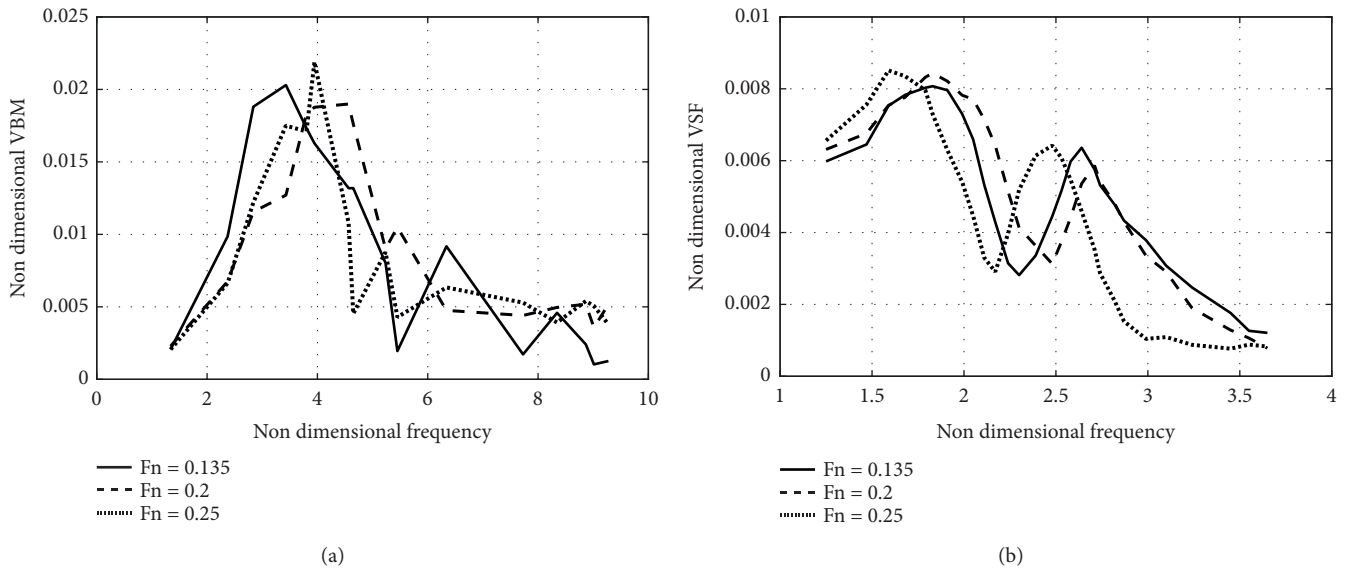 0.025
0.02
0.015
0.01
0.005
0
Non dimensional VBM
0 2 4 6 8 10
Non dimensional frequency
Fn = 0.135
Fn = 0.2
Fn = 0.25
(a)
0.01
0.008
0.006
0.004
0.002
0
Non dimensional VSF
1 1.5 2 2.5 3 3.5 4
Non dimensional frequency
Fn = 0.135
Fn = 0.2
Fn = 0.25
(b)